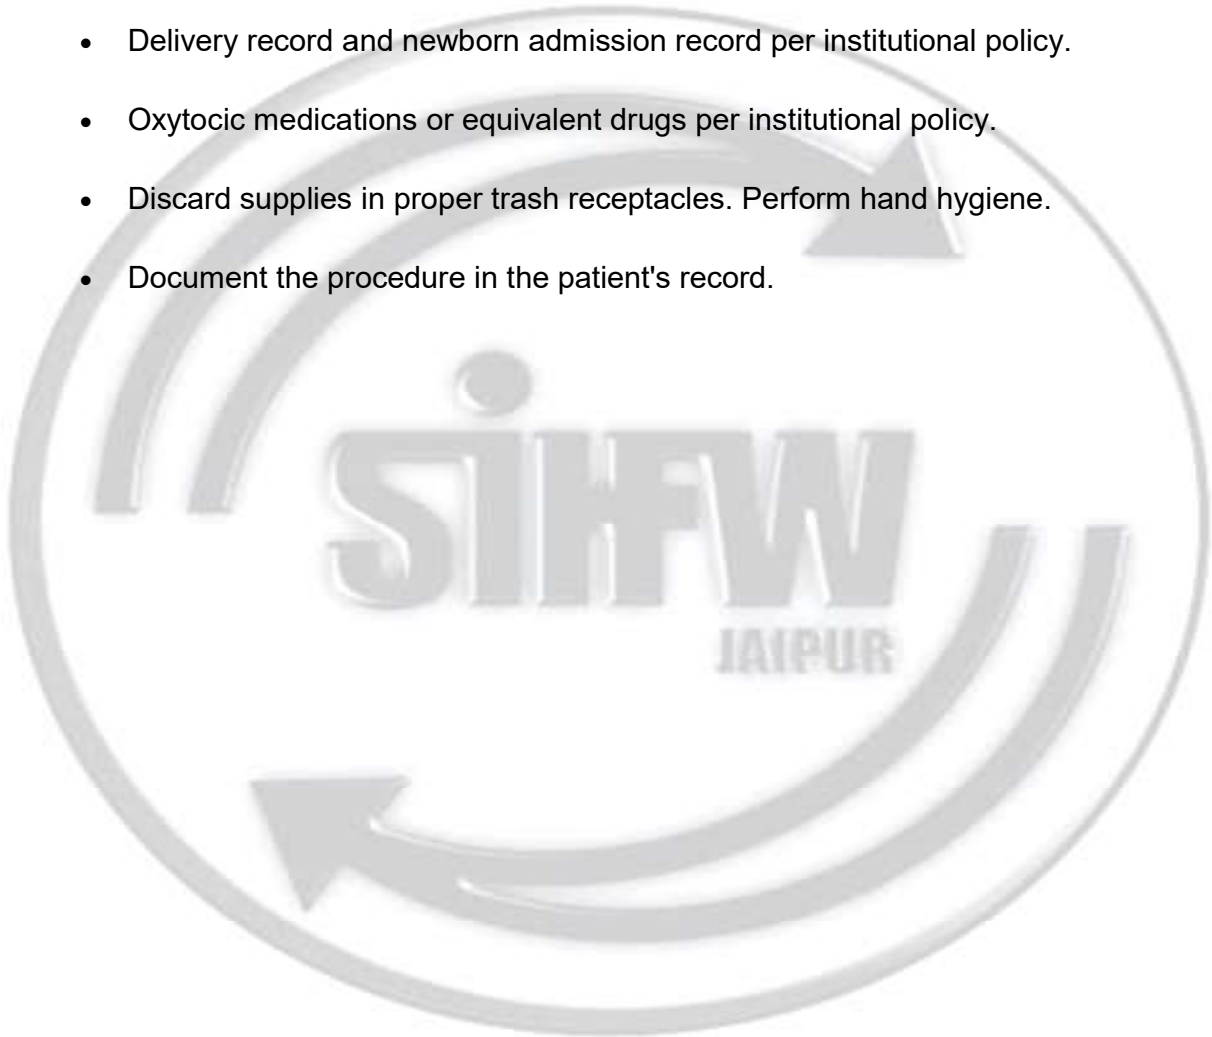 • Delivery record and newborn admission record per institutional policy.
• Oxytocic medications or equivalent drugs per institutional policy.
• Discard supplies in proper trash receptacles. Perform hand hygiene.
• Document the procedure in the patient's record.
SIHFW
JAIPUR